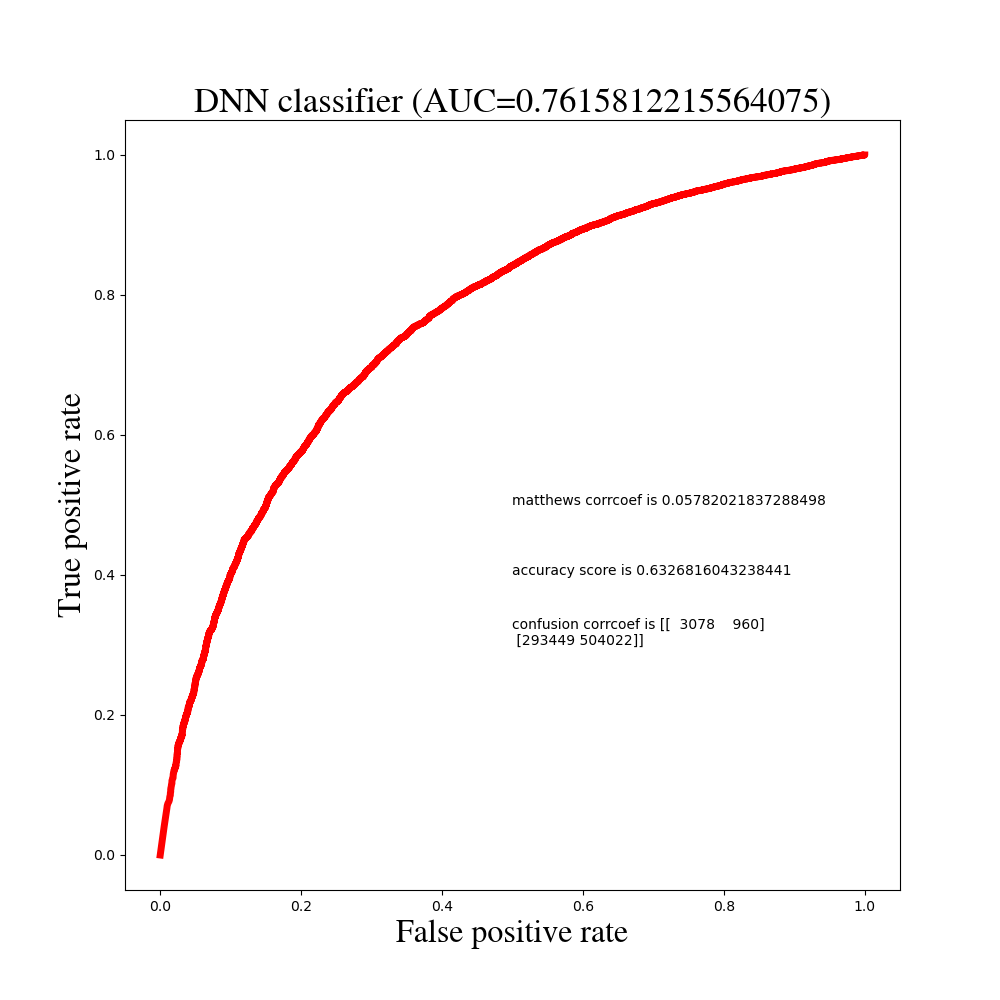 DNN classifier (AUC=0.7615812215564075)
1.0
0.8
0.6
0.4
0.2
0.0
True positive rate
matthews corrcoef is 0.05782021837288498
accuracy score is 0.6326816043238441
confusion corrcoef is [[  3078    960]
 [293449 504022]]
0.0 0.2 0.4 0.6 0.8 1.0
False positive rate